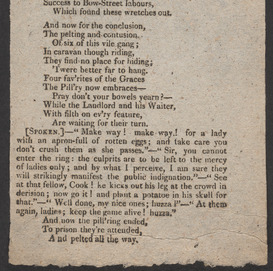 Success to Bow-Street labours,
Which found these wretches out.
And now for the conclusion,
The pelting and contusion
Of six of this vile gang;
In caravan though riding,
They find no place for hiding;
'Twere better far to hang.
Four fav'rites of the Graces
The Pill'ry now embraces—
Pray don't your bowels yearn?—
While the Landlord and his Waiter,
With filth on ev'ry feature,
Are waiting for their turn.
[SPOKEN.]—"Make way! make way! for a lady
with an apron-full of rotten eggs; and take care you
don't crush them as she passes."—"Sir, you cannot
enter the ring: the culprits are to be left to the mercy
of ladies only; and by what I perceive, I am sure they
will strikingly manifest the public indignation."—"See
at that fellow, Cook! he kicks out his leg at the crowd in
derision; now go it! and plant a potatoe in his skull for
that."—"Well done, my nice ones; huzza!"—"At them
again, ladies; keep the game alive! huzza."
And now the pill'ring ended,
To prison they're attended,
And pelted all the way.